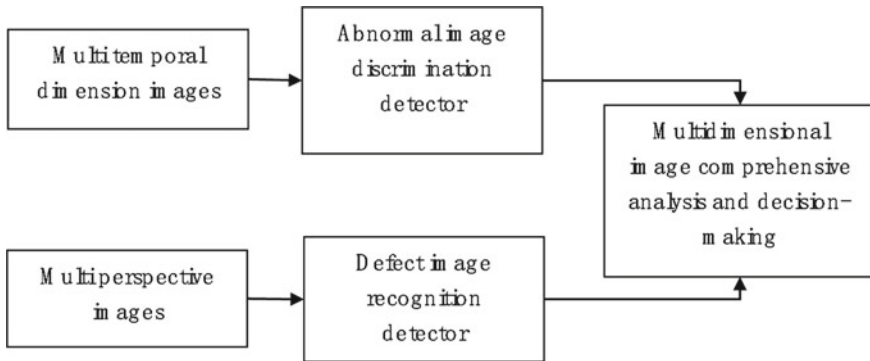 Multitemporal
dimension images
Abnormal image
discrimination
detector
Multidimensional
image comprehensive
analysis and decision-
making
Multiperspective
images
Defect image
recognition
detector